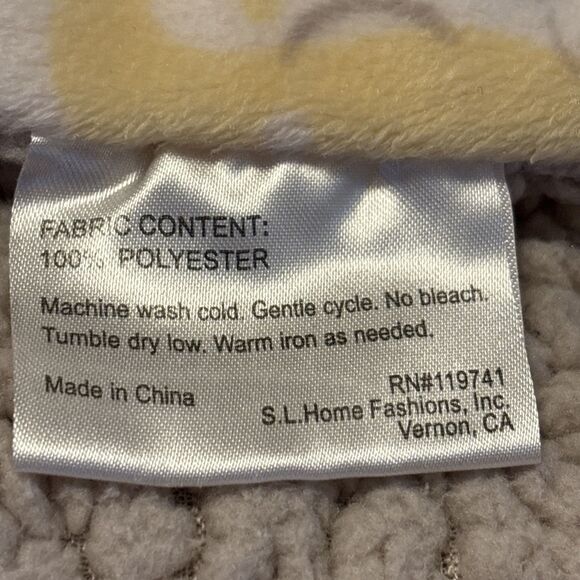 FABRIC CONTENT:
100% POLYESTER
Machine wash cold. Gentle cycle. No bleach.
Tumble dry low. Warm iron as needed.
Made in China
RN#119741
S.L.Home Fashions, Inc.
Vernon, CA